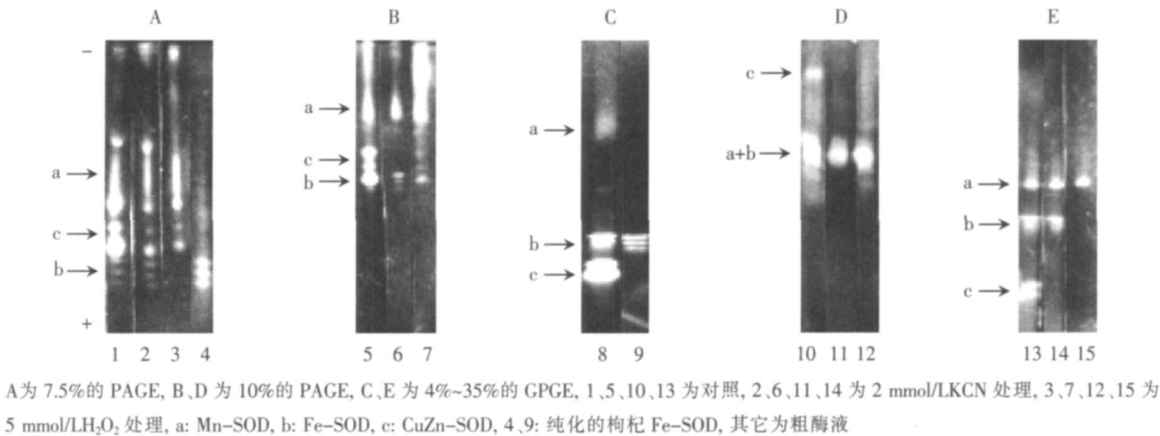 A B C D E
−
a
c
b
+
a
c
b
a
b
c
c
a+b
a
b
c
1 2 3 4 5 6 7 8 9 10 11 12 13 14 15
A为 7.5%的 PAGE, B、D 为 10%的 PAGE, C、E 为 4%~35%的 GPGE, 1、5、10、13 为对照, 2、6、11、14 为 2 mmol/LKCN 处理, 3、7、12、15 为
5 mmol/LH₂O₂ 处理, a: Mn-SOD, b: Fe-SOD, c: CuZn-SOD, 4、9: 纯化的枸杞 Fe-SOD, 其它为粗酶液